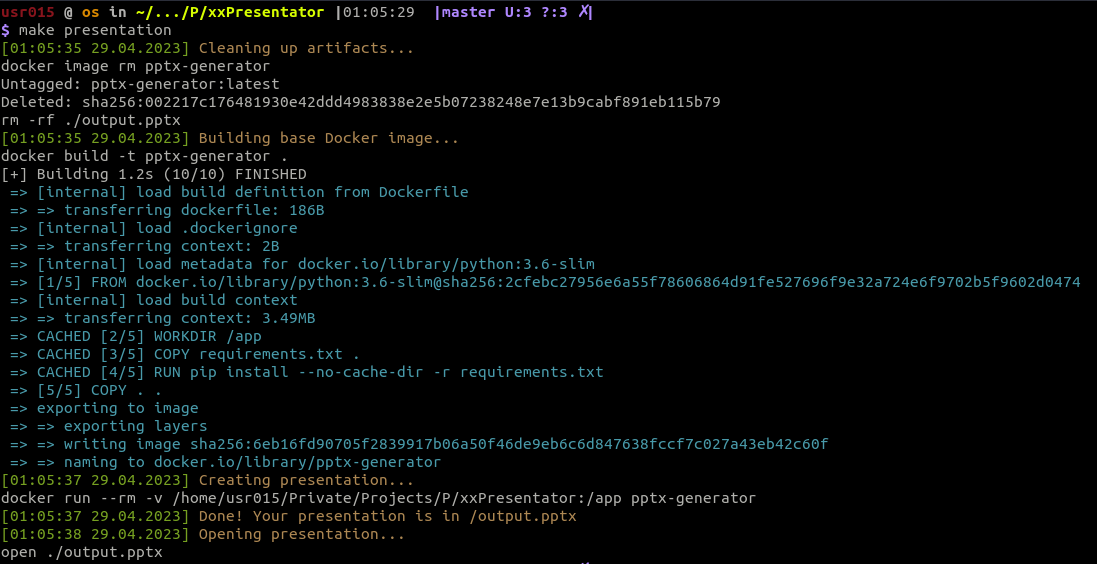 usr015 @ os in ~/.../P/xxPresentator |01:05:29  |master U:3 ?:3 ✗|
$ make presentation
[01:05:35 29.04.2023] Cleaning up artifacts...
docker image rm pptx-generator
Untagged: pptx-generator:latest
Deleted: sha256:002217c176481930e42ddd4983838e2e5b07238248e7e13b9cabf891eb115b79
rm -rf ./output.pptx
[01:05:35 29.04.2023] Building base Docker image...
docker build -t pptx-generator .
[+] Building 1.2s (10/10) FINISHED
=> [internal] load build definition from Dockerfile
=> => transferring dockerfile: 186B
=> [internal] load .dockerignore
=> => transferring context: 2B
=> [internal] load metadata for docker.io/library/python:3.6-slim
=> [1/5] FROM docker.io/library/python:3.6-slim@sha256:2cfebc27956e6a55f78606864d91fe527696f9e32a724e6f9702b5f9602d0474
=> [internal] load build context
=> => transferring context: 3.49MB
=> CACHED [2/5] WORKDIR /app
=> CACHED [3/5] COPY requirements.txt .
=> CACHED [4/5] RUN pip install --no-cache-dir -r requirements.txt
=> [5/5] COPY . .
=> exporting to image
=> => exporting layers
=> => writing image sha256:6eb16fd90705f2839917b06a50f46de9eb6c6d847638fccf7c027a43eb42c60f
=> => naming to docker.io/library/pptx-generator
[01:05:37 29.04.2023] Creating presentation...
docker run --rm -v /home/usr015/Private/Projects/P/xxPresentator:/app pptx-generator
[01:05:37 29.04.2023] Done! Your presentation is in /output.pptx
[01:05:38 29.04.2023] Opening presentation...
open ./output.pptx